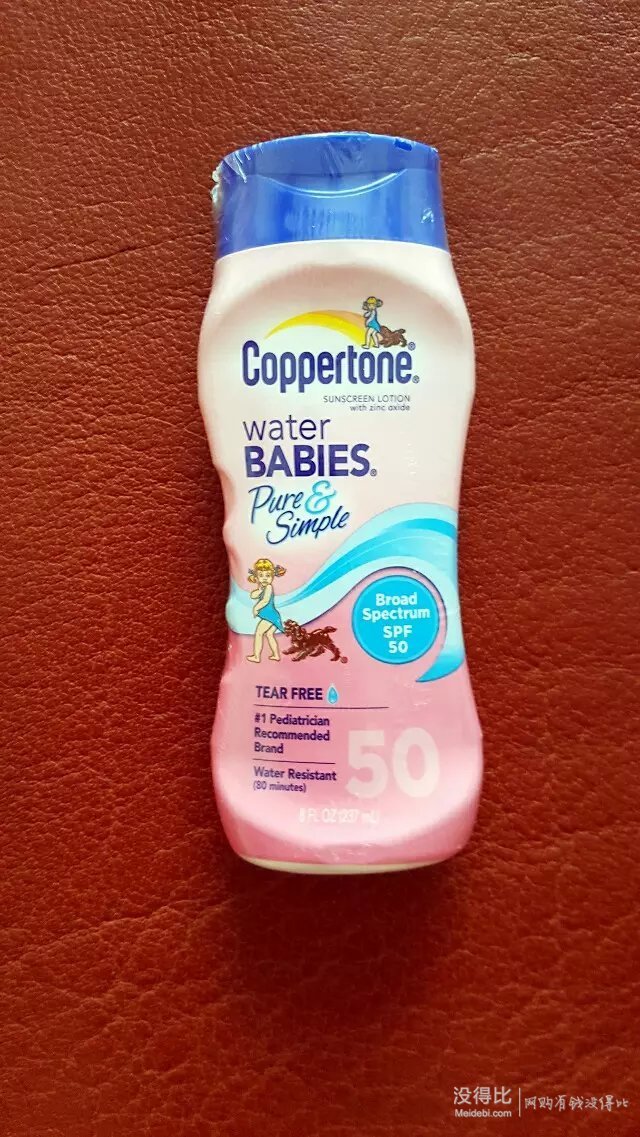 Coppertone®
SUNSCREEN LOTION
with zinc oxide
water
BABIES®
Pure &
Simple
Broad
Spectrum
SPF
50
TEAR FREE
#1 Pediatrician
Recommended
Brand
50
Water Resistant
(80 minutes)
8 FL OZ (237 mL)
没得比
Meidebi.com
网购有钱没得比